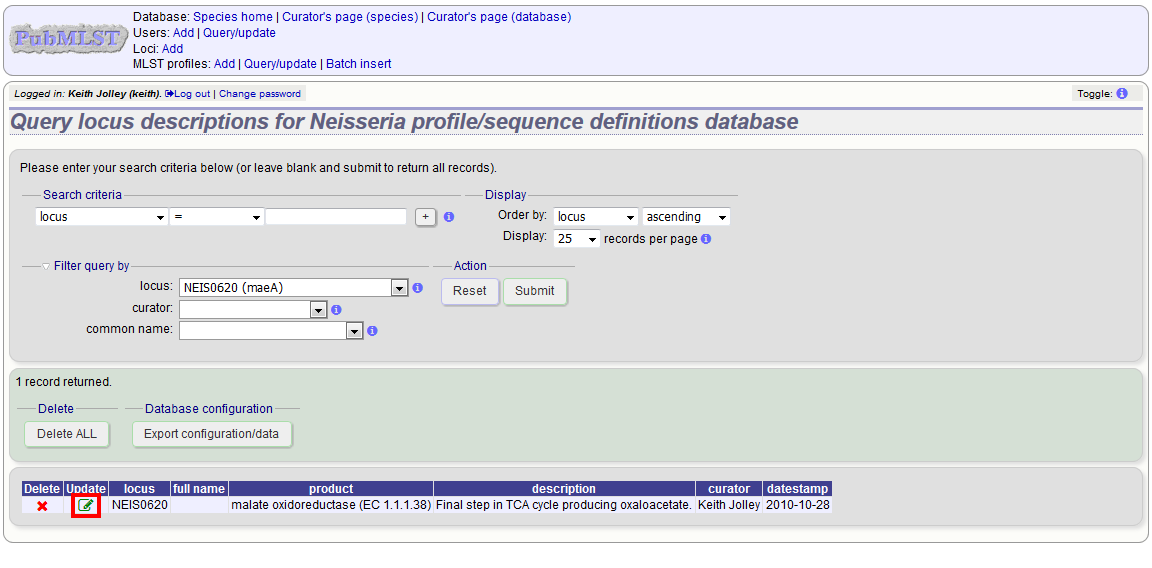 PubMLST
Database: Species home | Curator's page (species) | Curator's page (database)
Users: Add | Query/update
Loci: Add
MLST profiles: Add | Query/update | Batch insert
Logged in: Keith Jolley (keith). Log out | Change password
Toggle: i
Query locus descriptions for Neisseria profile/sequence definitions database
Please enter your search criteria below (or leave blank and submit to return all records).
Search criteria
locus = + i
Display
Order by: locus ascending
Display: 25 records per page i
Filter query by
locus: NEIS0620 (maeA) i
curator: i
common name: i
Action
Reset Submit
1 record returned.
Delete Database configuration
Delete ALL Export configuration/data
Delete Update locus full name product description curator datestamp
NEIS0620 malate oxidoreductase (EC 1.1.1.38) Final step in TCA cycle producing oxaloacetate. Keith Jolley 2010-10-28